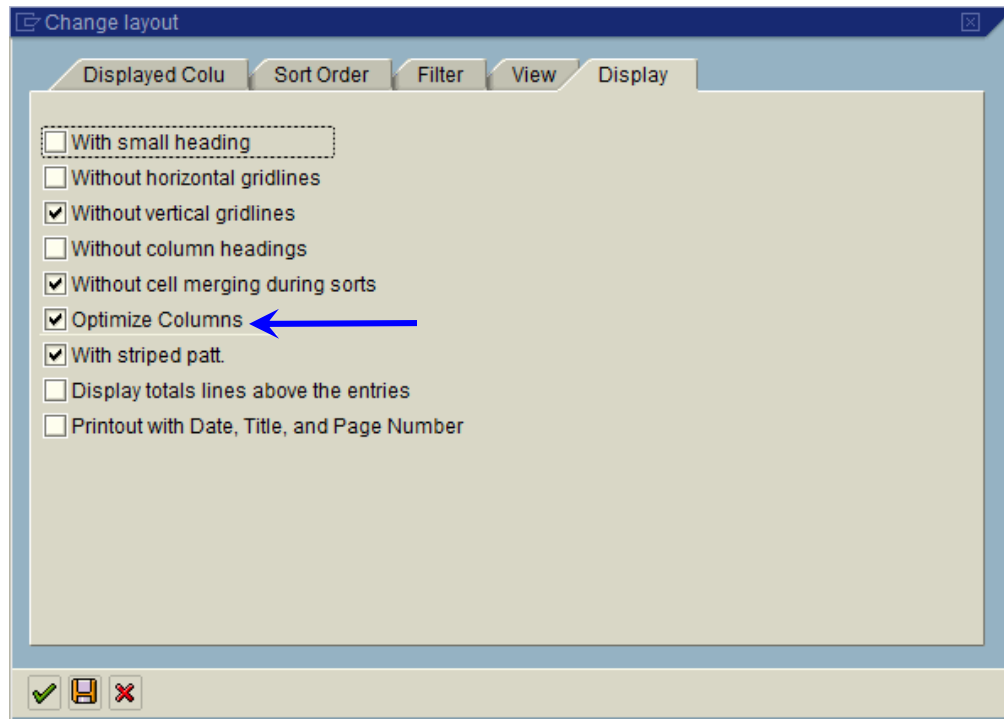 Change layout
Displayed Colu Sort Order Filter View Display
With small heading
Without horizontal gridlines
Without vertical gridlines
Without column headings
Without cell merging during sorts
Optimize Columns
With striped patt.
Display totals lines above the entries
Printout with Date, Title, and Page Number